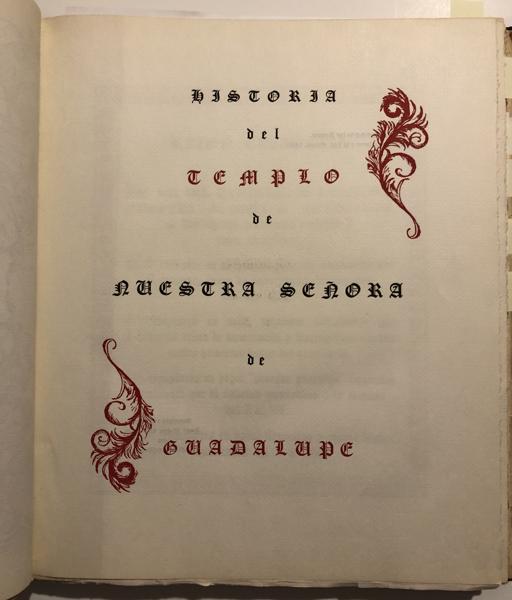 HISTORIA
del
TEMPLO
de
NUESTRA SEÑORA
de
GUADALUPE